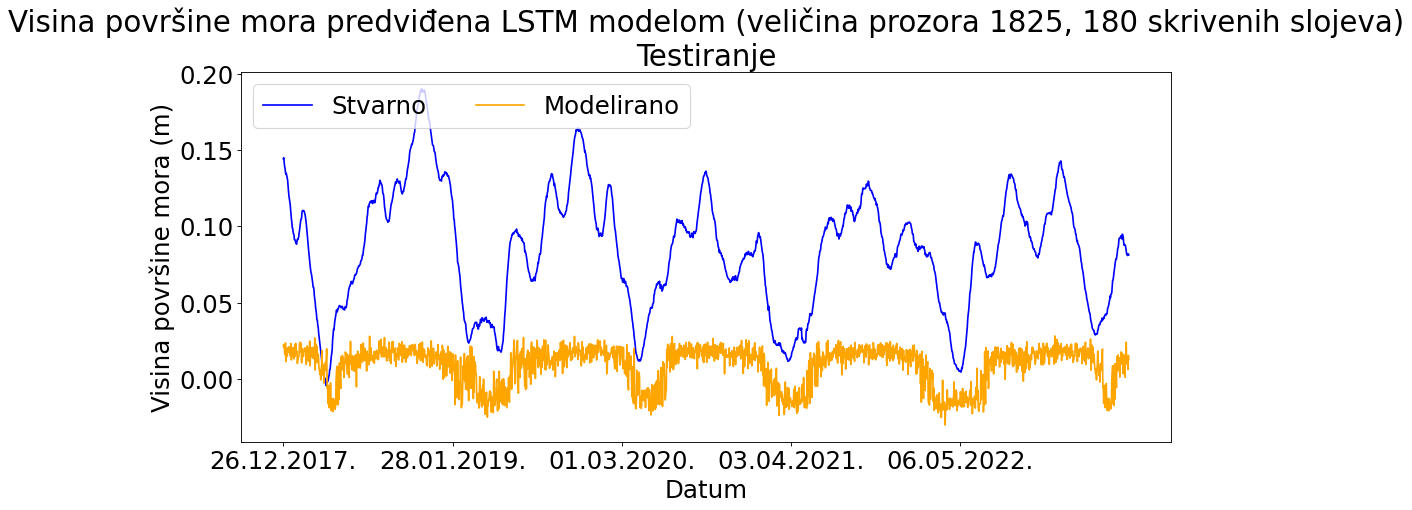 Visina površine mora predviđena LSTM modelom (veličina prozora 1825, 180 skrivenih slojeva)
Testiranje
Stvarno Modelirano
Visina površine mora (m)
0.20
0.15
0.10
0.05
0.00
26.12.2017. 28.01.2019. 01.03.2020. 03.04.2021. 06.05.2022.
Datum